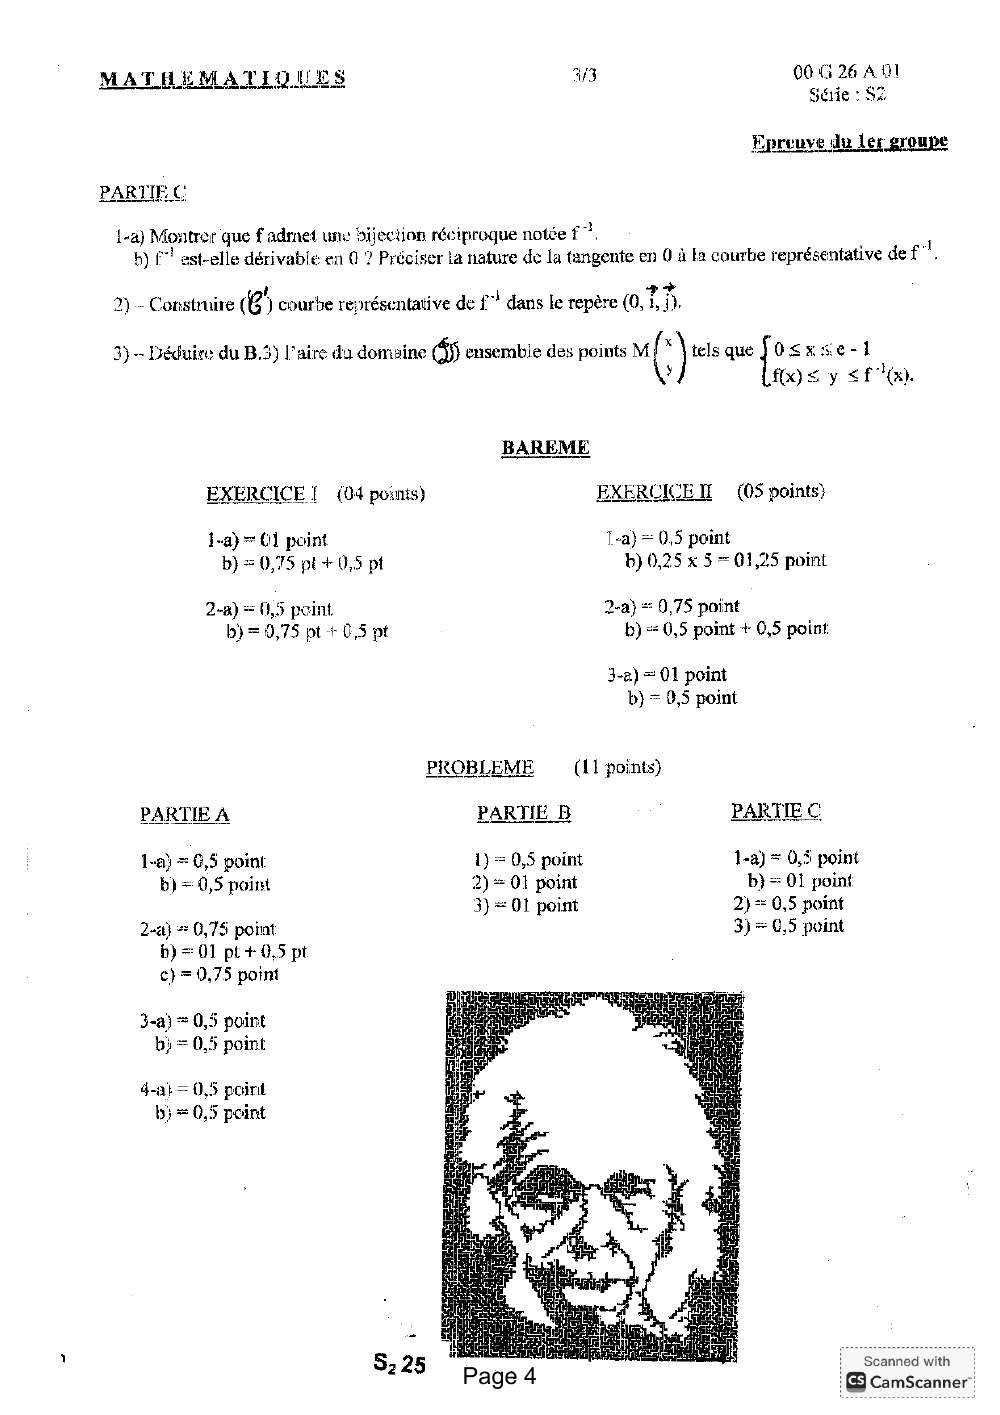 MATHEMATIQUES 3/3 00 G 26 A 01
Série : S2
Epreuve du 1er groupe
PARTIE C
1-a) Montrer que f admet une bijection réciproque notée f⁻¹.
b) f⁻¹ est-elle dérivable en 0 ? Préciser la nature de la tangente en 0 à la courbe représentative de f⁻¹.
2) – Construire (C') courbe représentative de f⁻¹ dans le repère (0, i, j).
3) – Déduire du B.3) l'aire du domaine ensemble des points M (x y) tels que { 0 ≤ x ≤ e - 1
f(x) ≤ y ≤ f⁻¹(x).
BAREME
EXERCICE I (04 points)
1-a) = 01 point
b) = 0,75 pt + 0,5 pt
2-a) = 0,5 point
b) = 0,75 pt + 0,5 pt
EXERCICE II (05 points)
1-a) = 0,5 point
b) 0,25 x 5 = 01,25 point
2-a) = 0,75 point
b) = 0,5 point + 0,5 point
3-a) = 01 point
b) = 0,5 point
PROBLEME (11 points)
PARTIE A
1-a) = 0,5 point
b) = 0,5 point
2-a) = 0,75 point
b) = 01 pt + 0,5 pt
c) = 0,75 point
3-a) = 0,5 point
b) = 0,5 point
4-a) = 0,5 point
b) = 0,5 point
PARTIE B
1) = 0,5 point
2) = 01 point
3) = 01 point
PARTIE C
1-a) = 0,5 point
b) = 01 point
2) = 0,5 point
3) = 0,5 point
S₂ 25
Page 4
Scanned with
CS CamScanner